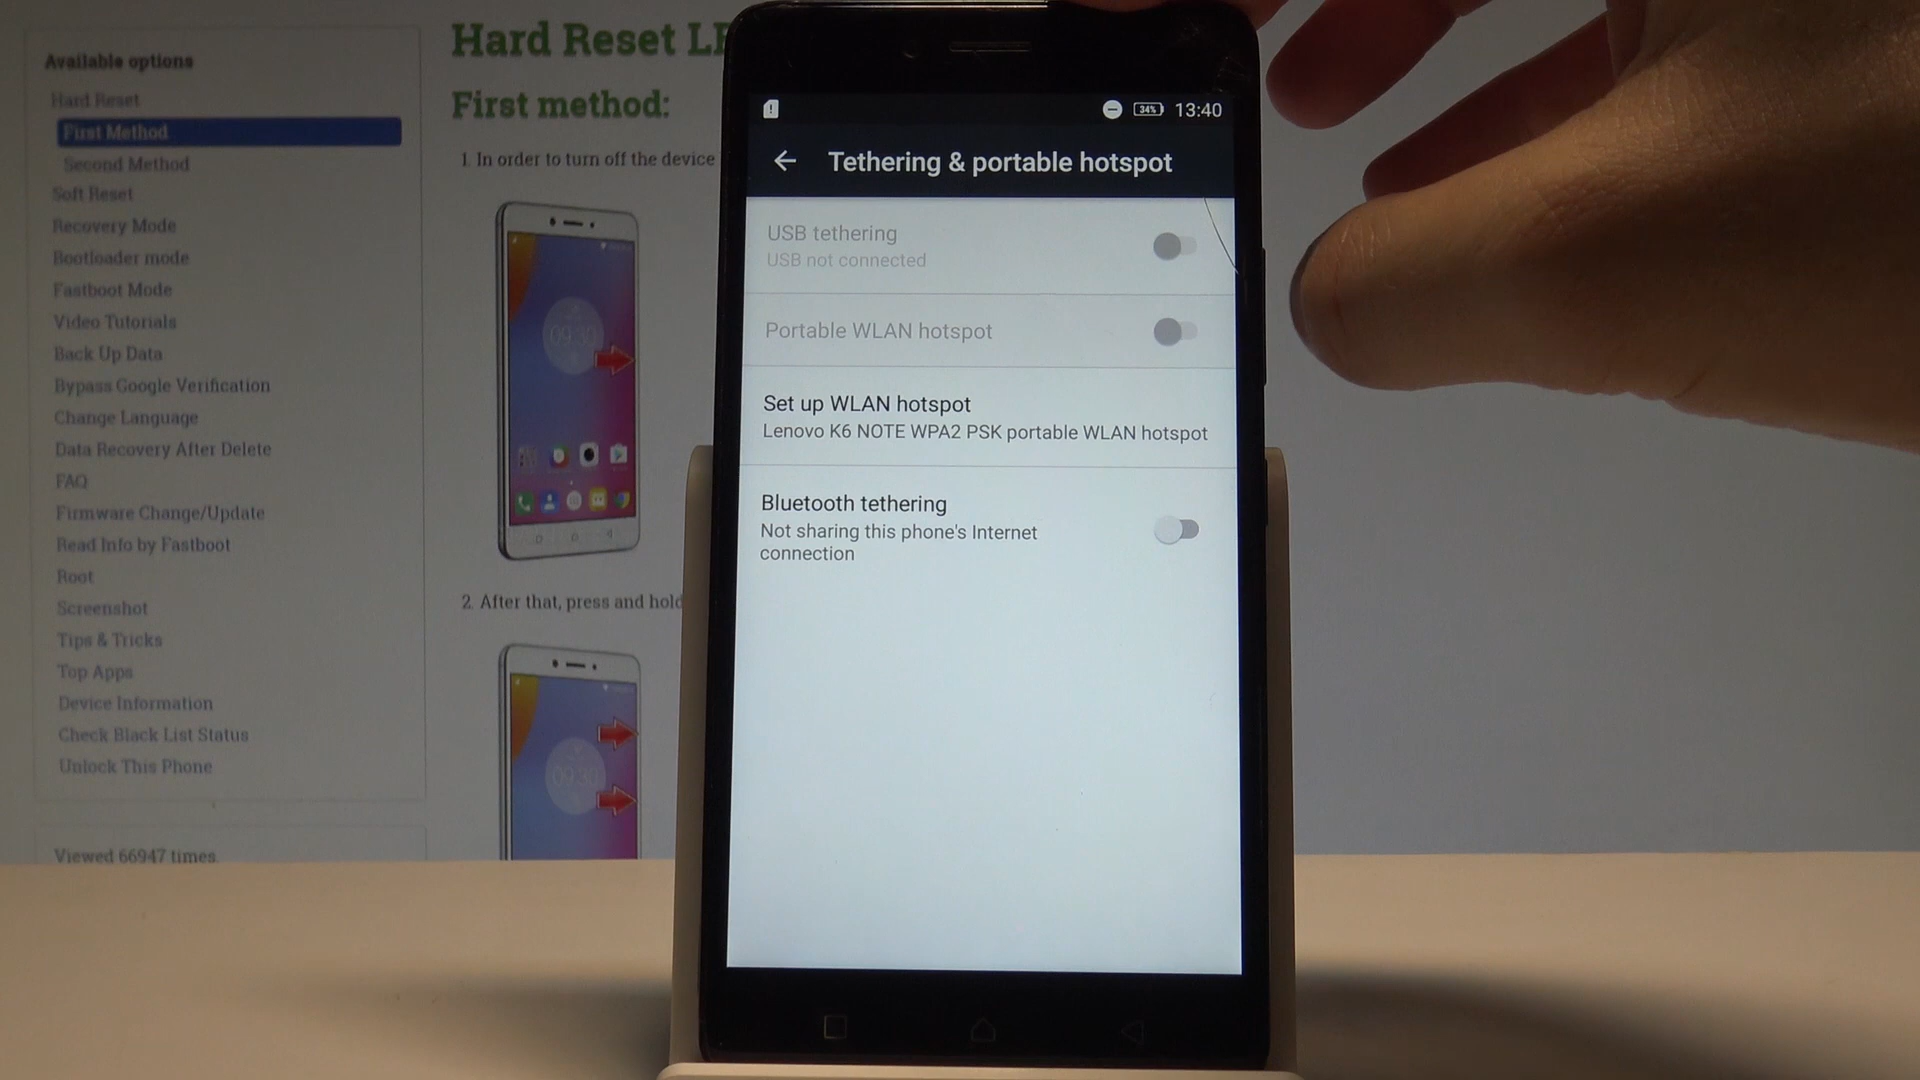 Available options
Hard Reset
First Method
Second Method
Soft Reset
Recovery Mode
Bootloader mode
Fastboot Mode
Video Tutorials
Back Up Data
Bypass Google Verification
Change Language
Data Recovery After Delete
FAQ
Firmware Change/Update
Read Info by Fastboot
Root
Screenshot
Tips & Tricks
Top Apps
Device Information
Check Black List Status
Unlock This Phone
Viewed 66947 times.
Hard Reset
First method:
1. In order to turn off the device
09:30
2. After that, press and hold
09:30
34% 13:40
Tethering & portable hotspot
USB tethering
USB not connected
Portable WLAN hotspot
Set up WLAN hotspot
Lenovo K6 NOTE WPA2 PSK portable WLAN hotspot
Bluetooth tethering
Not sharing this phone's Internet
connection